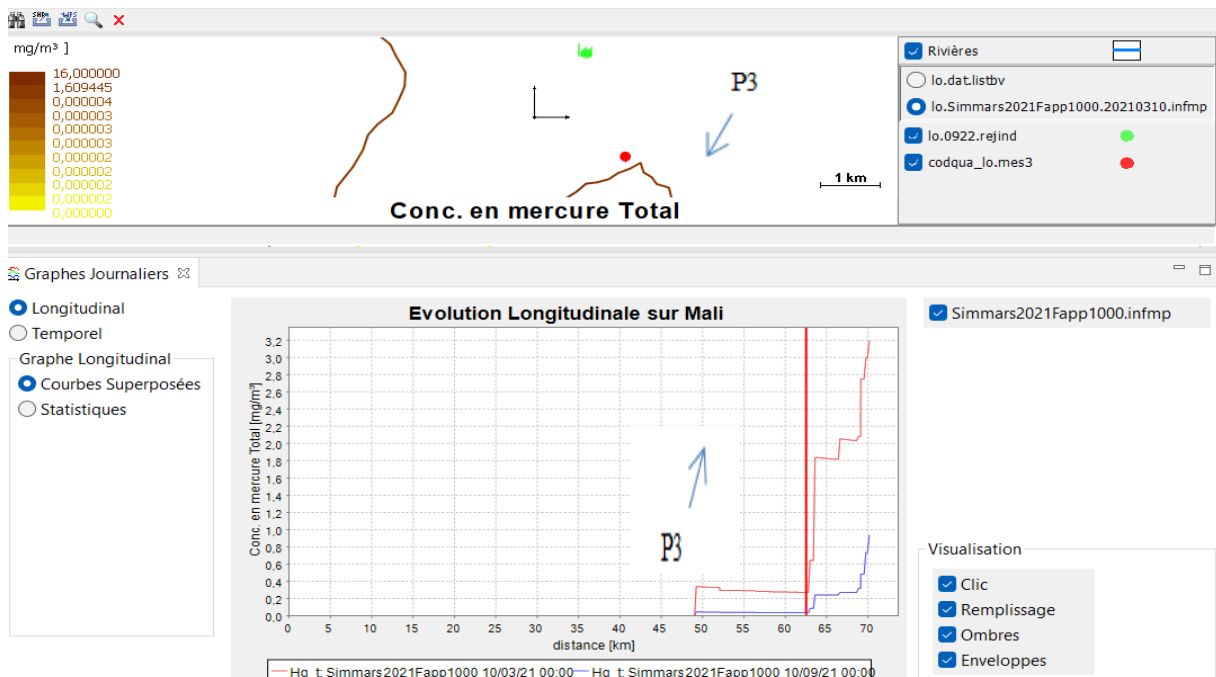 SHP
WFS
mg/m³ ]
16,000000
1,609445
0,000004
0,000003
0,000003
0,000003
0,000002
0,000002
0,000002
0,000002
0,000000
P3
1 km
Conc. en mercure Total
Rivières
lo.dat.listbv
lo.Simmars2021Fapp1000.20210310.infmp
lo.0922.rejind
codqua_lo.mes3
Graphes Journaliers
Longitudinal
Temporel
Graphe Longitudinal
Courbes Superposées
Statistiques
Evolution Longitudinale sur Mali
Conc. en mercure Total [mg/m³]
3,2
3,0
2,8
2,6
2,4
2,2
2,0
1,8
1,6
1,4
1,2
1,0
0,8
0,6
0,4
0,2
0,0
P3
0 5 10 15 20 25 30 35 40 45 50 55 60 65 70
distance [km]
Hg_t: Simmars2021Fapp1000 10/03/21 00:00 Hg_t: Simmars2021Fapp1000 10/09/21 00:00
Simmars2021Fapp1000.infmp
Visualisation
Clic
Remplissage
Ombres
Enveloppes